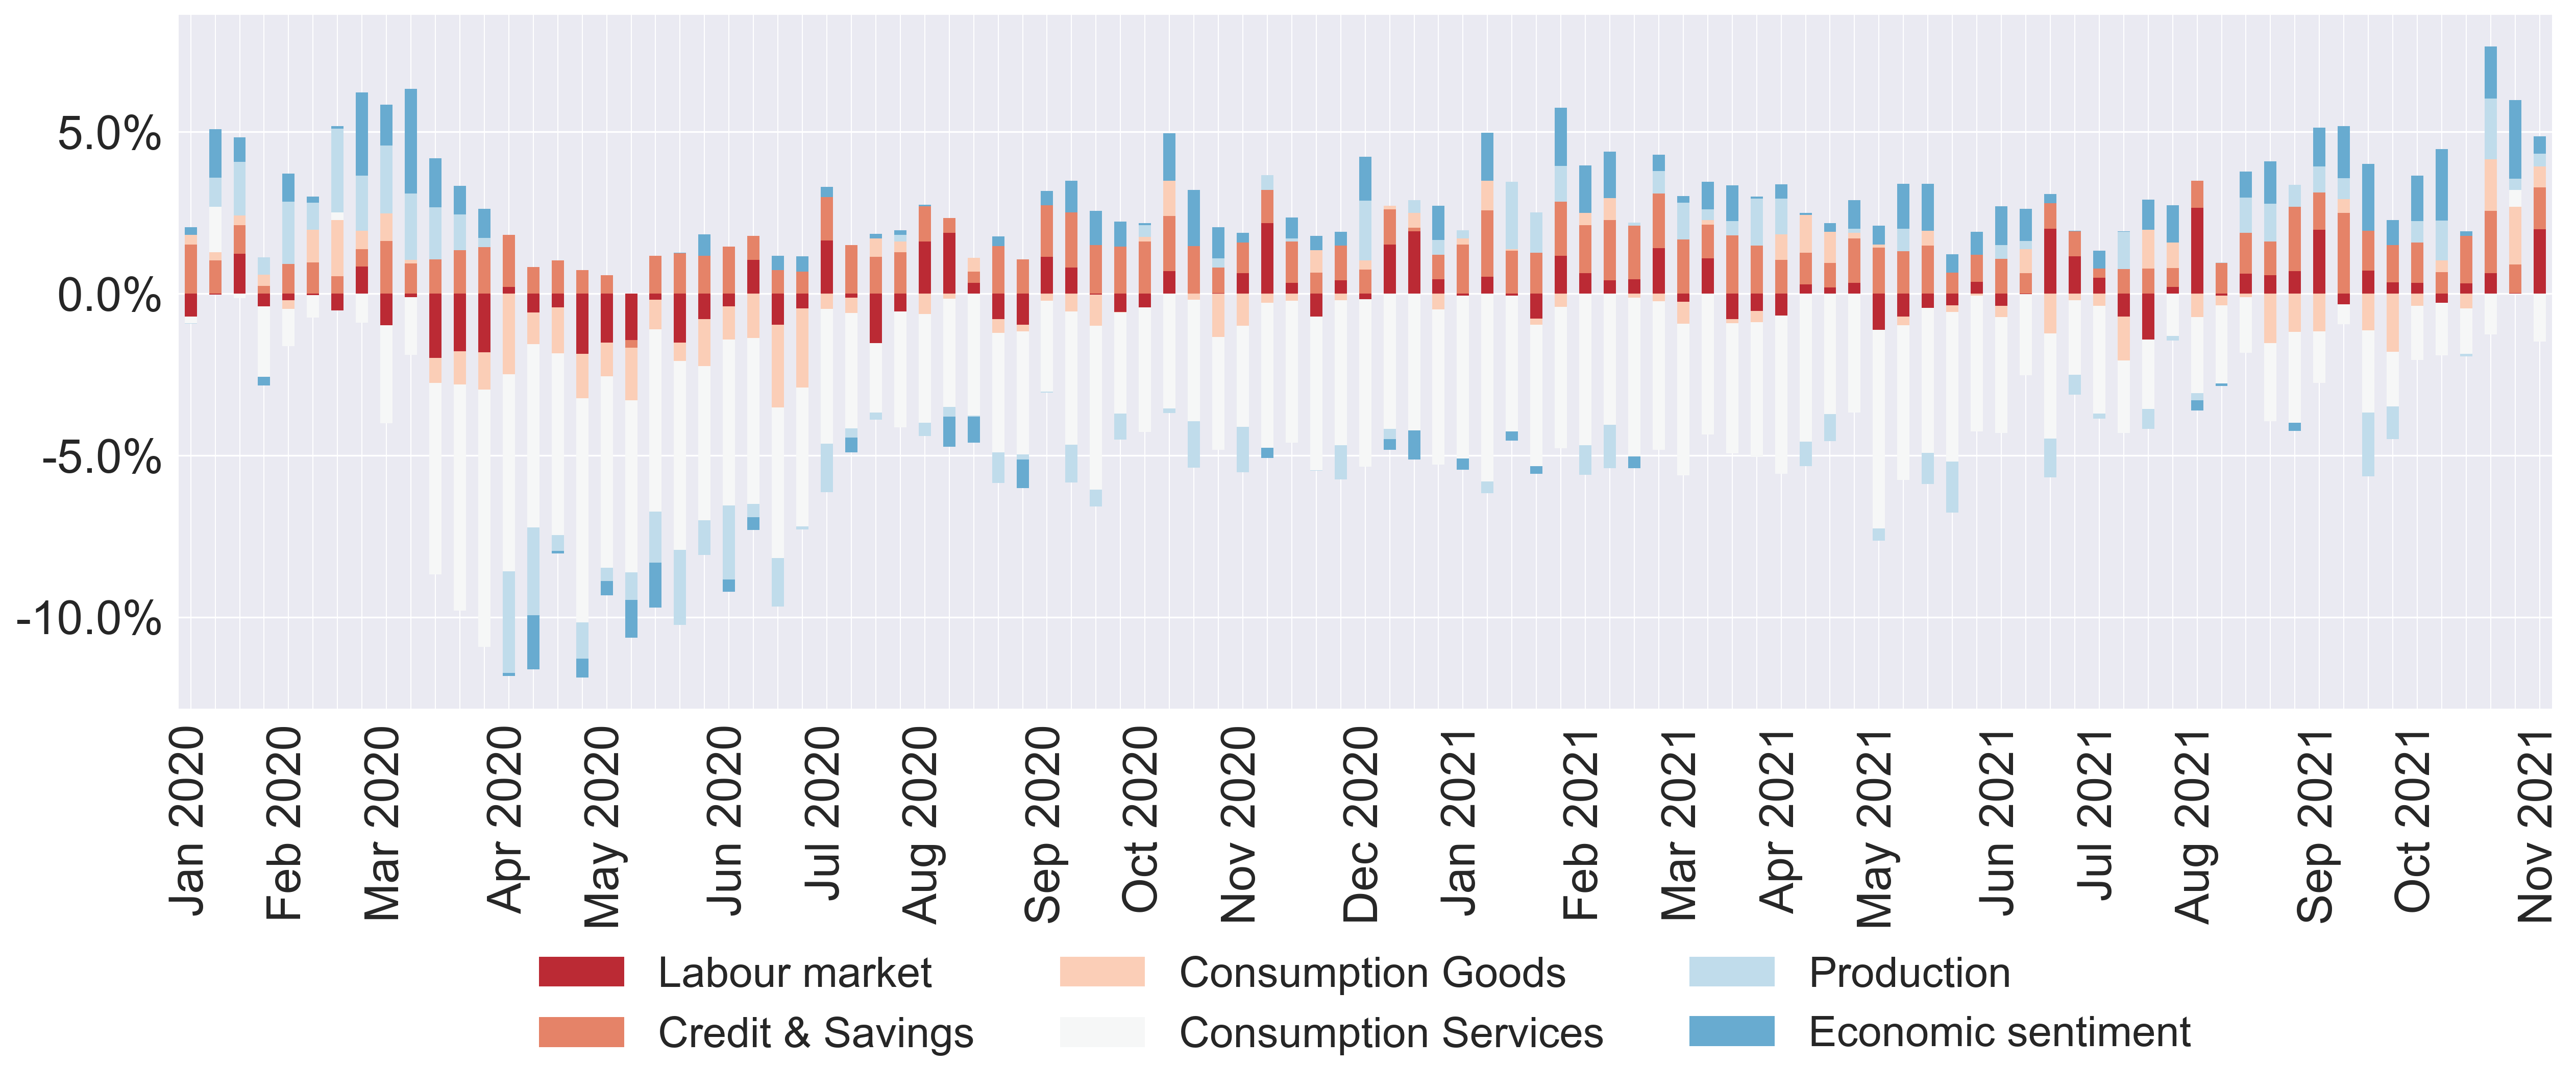 5.0%
0.0%
-5.0%
-10.0%
Jan 2020
Feb 2020
Mar 2020
Apr 2020
May 2020
Jun 2020
Jul 2020
Aug 2020
Sep 2020
Oct 2020
Nov 2020
Dec 2020
Jan 2021
Feb 2021
Mar 2021
Apr 2021
May 2021
Jun 2021
Jul 2021
Aug 2021
Sep 2021
Oct 2021
Nov 2021
Labour market
Consumption Goods
Production
Credit & Savings
Consumption Services
Economic sentiment